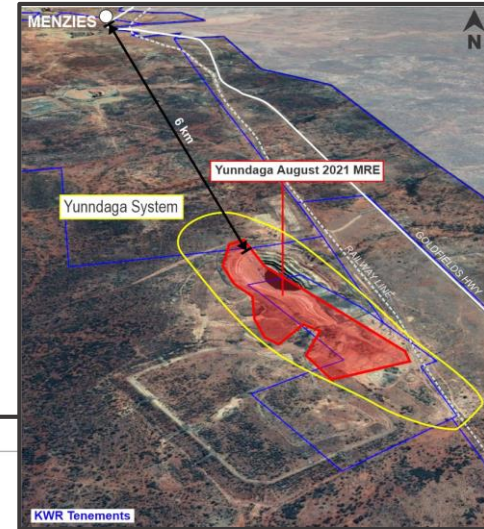 MENZIES
N
6 km
Yunndaga August 2021 MRE
Yunndaga System
RAILWAY LINE
GOLDFIELDS HWY
KWR Tenements